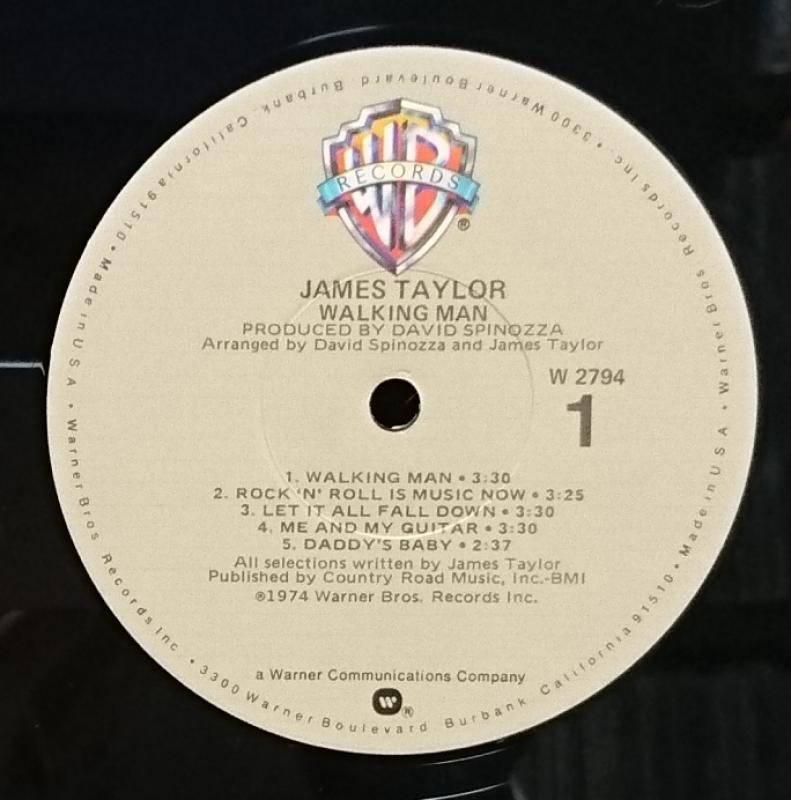 WB
RECORDS
®
JAMES TAYLOR
WALKING MAN
PRODUCED BY DAVID SPINOZZA
Arranged by David Spinozza and James Taylor
W 2794
1
1. WALKING MAN • 3:30
2. ROCK 'N' ROLL IS MUSIC NOW • 3:25
3. LET IT ALL FALL DOWN • 3:30
4. ME AND MY GUITAR • 3:30
5. DADDY'S BABY • 2:37
All selections written by James Taylor
Published by Country Road Music, Inc.-BMI
℗1974 Warner Bros. Records Inc.
a Warner Communications Company
W ®
Warner Bros. Records Inc. • 3300 Warner Boulevard, Burbank, California 91510 • Made in USA •
Warner Bros. Records Inc. • 3300 Warner Boulevard, Burbank, California 91510 • Made in USA •